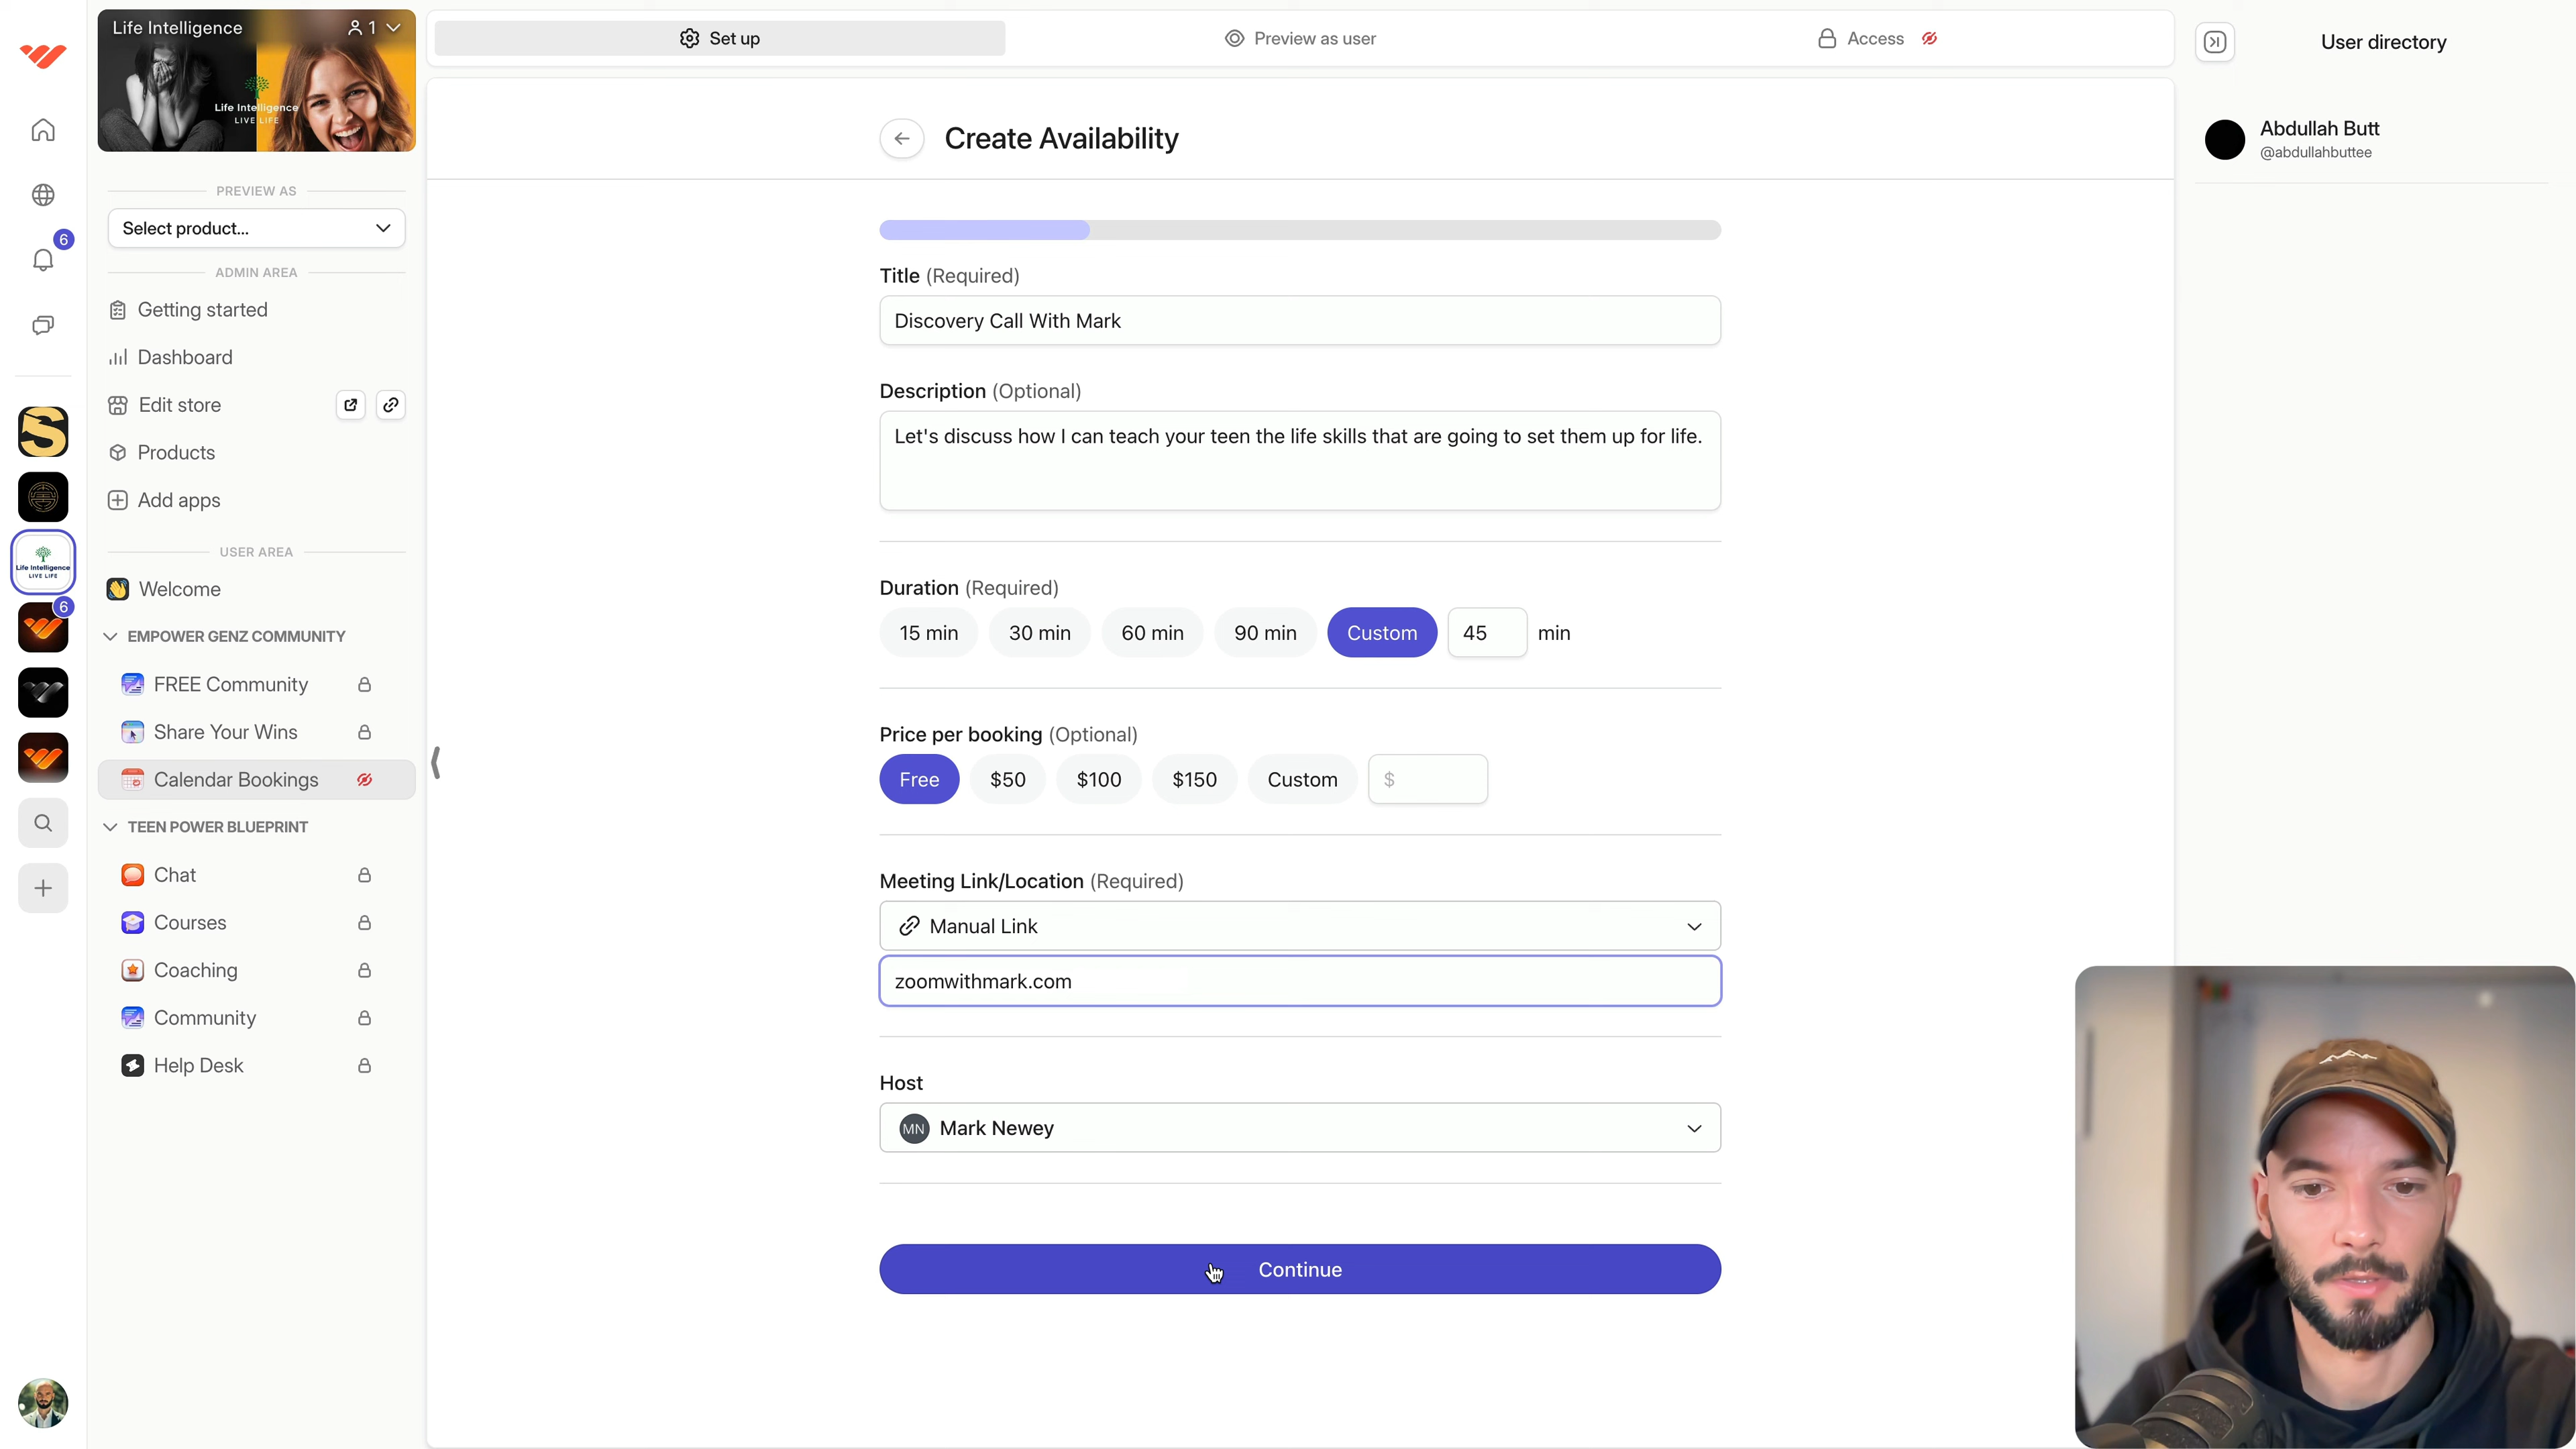 Life Intelligence
1
Life Intelligence
LIVE LIFE
PREVIEW AS
Select product...
ADMIN AREA
Getting started
Dashboard
Edit store
Products
Add apps
USER AREA
Welcome
EMPOWER GENZ COMMUNITY
FREE Community
Share Your Wins
Calendar Bookings
TEEN POWER BLUEPRINT
Chat
Courses
Coaching
Community
Help Desk
6
S
Life Intelligence
LIVE LIFE
6
Set up
Preview as user
Access
Create Availability
Title (Required)
Discovery Call With Mark
Description (Optional)
Let's discuss how I can teach your teen the life skills that are going to set them up for life.
Duration (Required)
15 min 30 min 60 min 90 min Custom 45 min
Price per booking (Optional)
Free $50 $100 $150 Custom $
Meeting Link/Location (Required)
Manual Link
zoomwithmark.com
Host
MN Mark Newey
Continue
User directory
Abdullah Butt
@abdullahbuttee